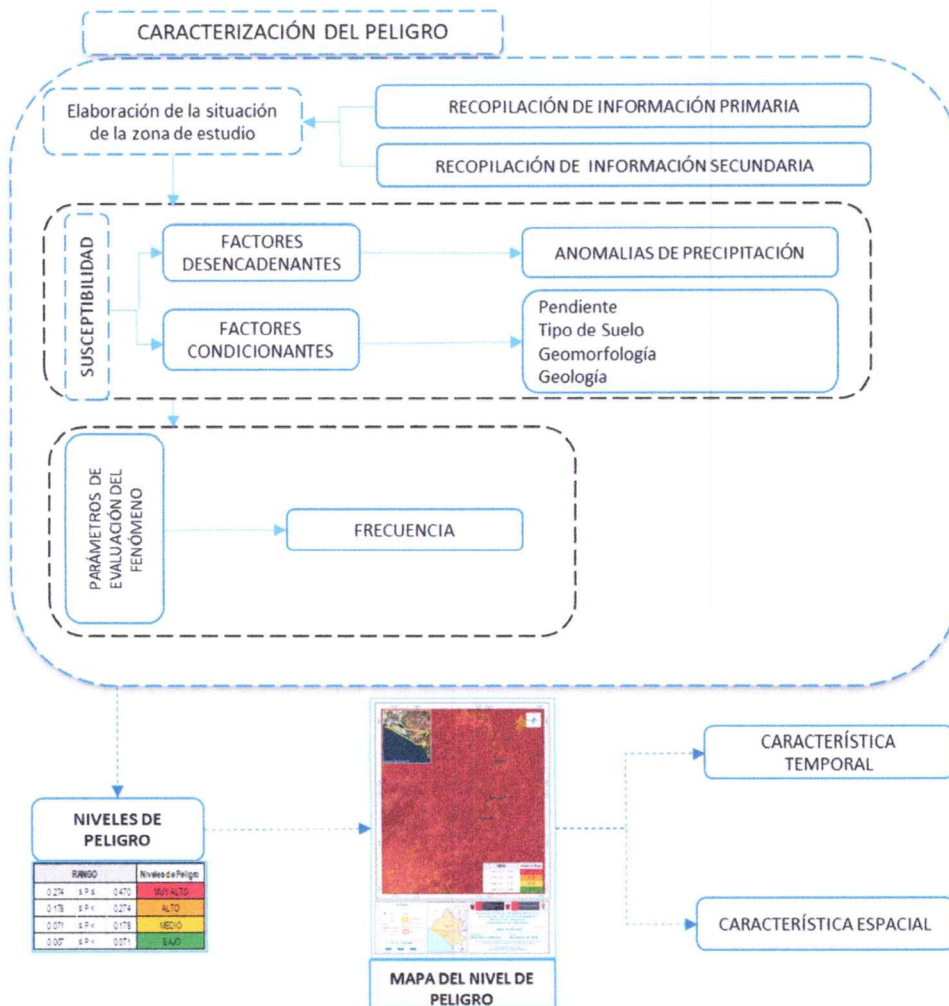 CARACTERIZACIÓN DEL PELIGRO
Elaboración de la situación
de la zona de estudio
RECOPILACIÓN DE INFORMACIÓN PRIMARIA
RECOPILACIÓN DE INFORMACIÓN SECUNDARIA
SUSCEPTIBILIDAD
FACTORES
DESENCADENANTES
ANOMALIAS DE PRECIPITACIÓN
FACTORES
CONDICIONANTES
Pendiente
Tipo de Suelo
Geomorfología
Geología
PARÁMETROS DE
EVALUACIÓN DEL
FENÓMENO
FRECUENCIA
NIVELES DE
PELIGRO
RANGO Niveles de Peligro
0.274 ≤ P ≤ 0.470 MUY ALTO
0.178 ≤ P < 0.274 ALTO
0.071 ≤ P < 0.178 MEDIO
0.007 ≤ P < 0.071 BAJO
MAPA DEL NIVEL DE
PELIGRO
CARACTERÍSTICA
TEMPORAL
CARACTERÍSTICA ESPACIAL